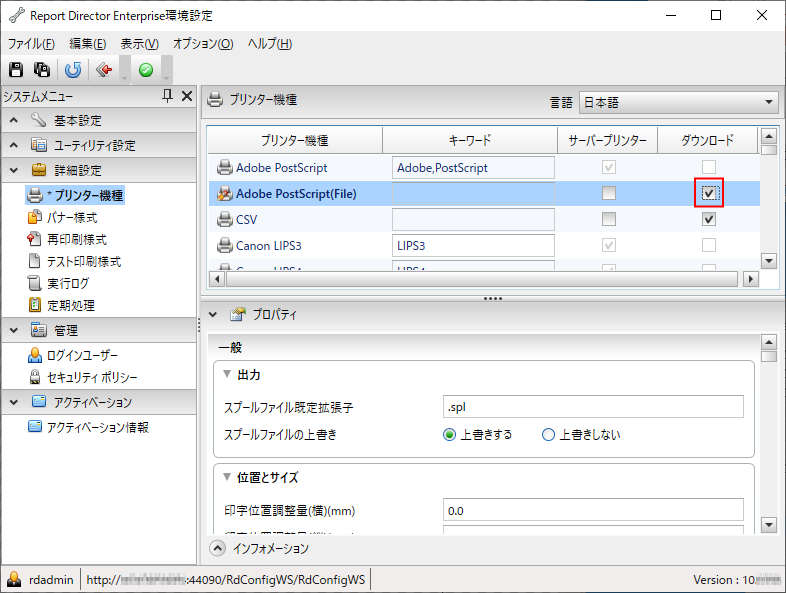 Report Director Enterprise環境設定
ファイル(F) 編集(E) 表示(V) オプション(O) ヘルプ(H)
システムメニュー
基本設定
ユーティリティ設定
詳細設定
* プリンター機種
バナー様式
再印刷様式
テスト印刷様式
実行ログ
定期処理
管理
ログインユーザー
セキュリティ ポリシー
アクティベーション
アクティベーション情報
プリンター機種 言語 日本語
プリンター機種 キーワード サーバープリンター ダウンロード
Adobe PostScript Adobe,PostScript
Adobe PostScript(File)
CSV
Canon LIPS3 LIPS3
Canon LIPS4 LIPS4
プロパティ
一般
出力
スプールファイル既定拡張子 .spl
スプールファイルの上書き 上書きする 上書きしない
位置とサイズ
印字位置調整量(横)(mm) 0.0
インフォメーション
rdadmin http:// :44090/RdConfigWS/RdConfigWS Version : 10.